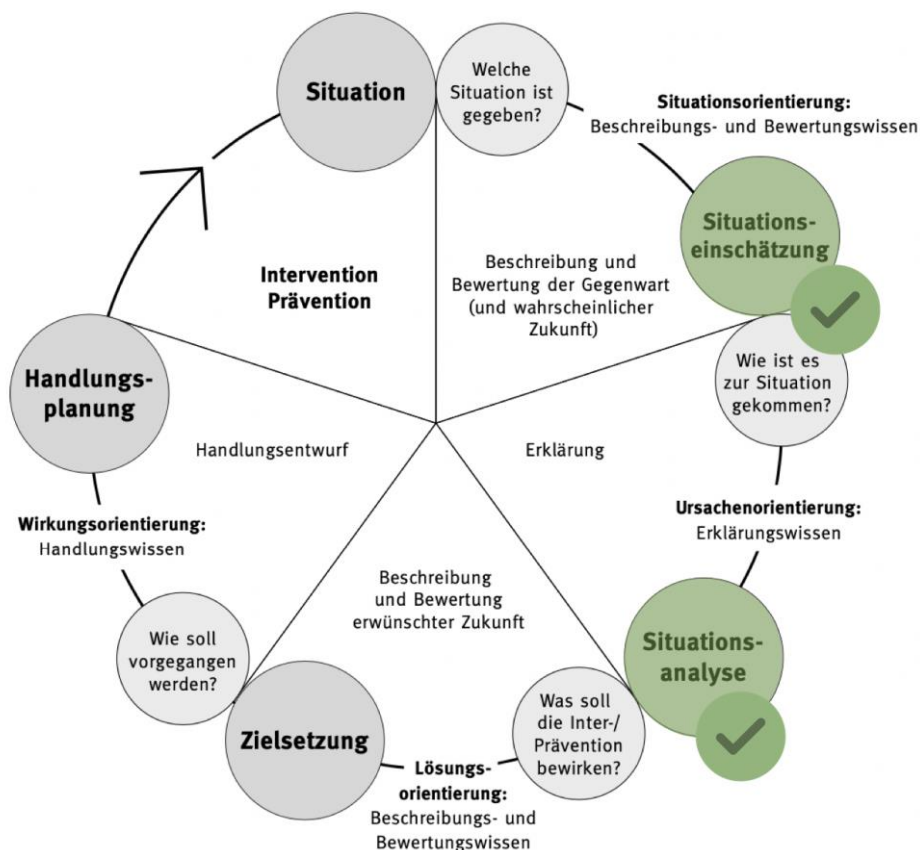 Situation
Welche
Situation ist
gegeben?
Situationsorientierung:
Beschreibungs- und Bewertungswissen
Situations-
einschätzung
Beschreibung und
Bewertung der Gegenwart
(und wahrscheinlicher
Zukunft)
Intervention
Prävention
Wie ist es
zur Situation
gekommen?
Handlungs-
planung
Handlungsentwurf
Erklärung
Ursachenorientierung:
Erklärungswissen
Wirkungsorientierung:
Handlungswissen
Beschreibung
und Bewertung
erwünschter Zukunft
Situations-
analyse
Wie soll
vorgegangen
werden?
Was soll
die Inter-/
Prävention
bewirken?
Zielsetzung
Lösungs-
orientierung:
Beschreibungs- und
Bewertungswissen